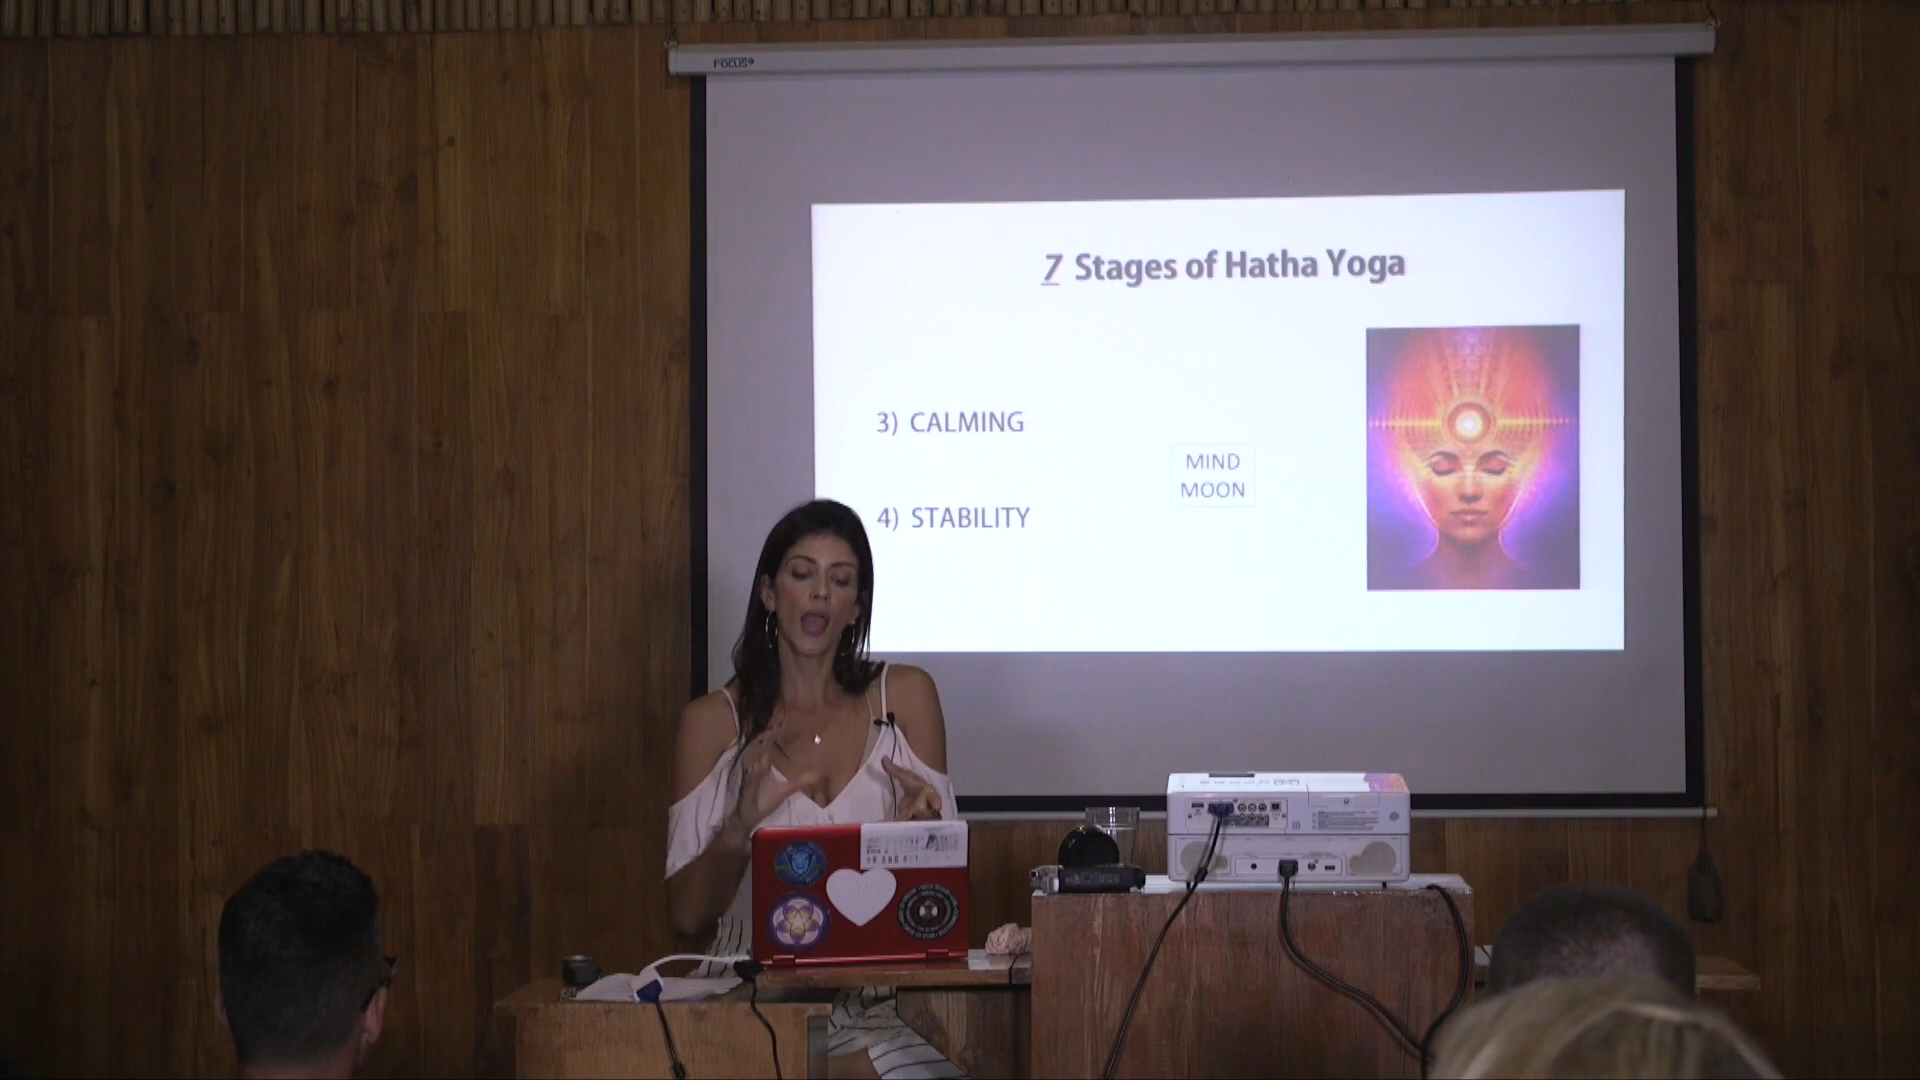 FOCUS
7 Stages of Hatha Yoga
3) CALMING
MIND
MOON
4) STABILITY